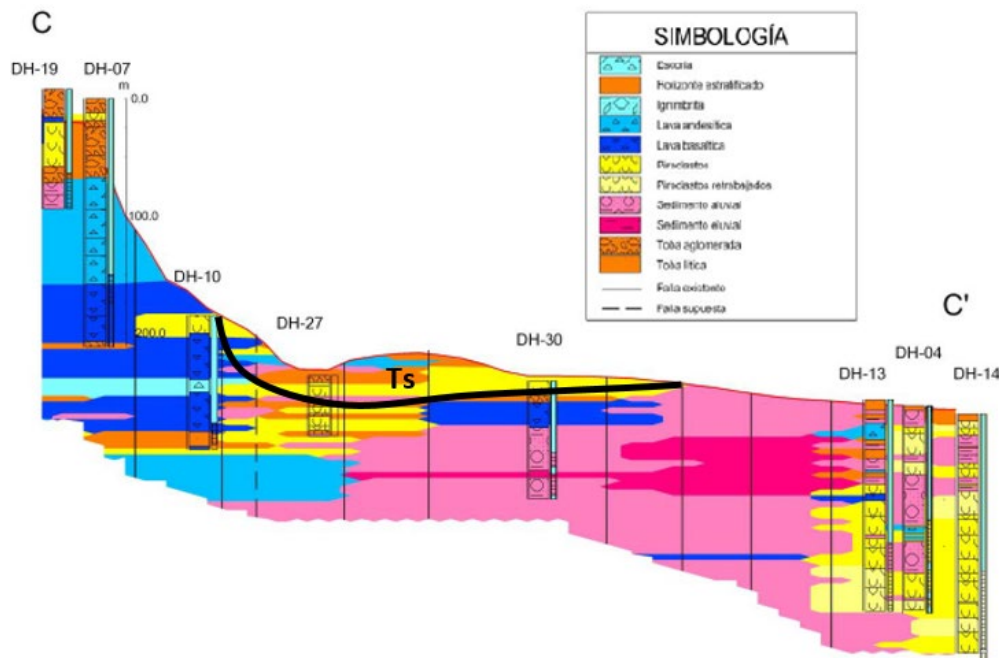 C
SIMBOLOGÍA
DH-19
DH-07
m
0.0
Escoria
Horizonte estratificado
Ignimbrita
Lava andesítica
Lava basáltica
Piroclastos
Piroclastos retrabajados
Sedimento aluvial
Sedimento eluvial
Toba aglomerada
Toba lítica
Falla existente
Falla supuesta
100.0
DH-10
C'
200.0
DH-27
DH-30
DH-04
Ts
DH-13
DH-14